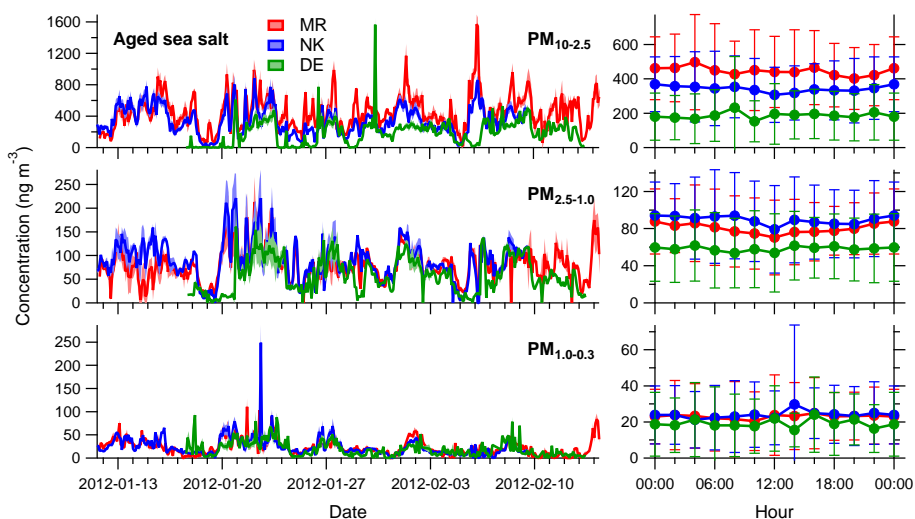 Aged sea salt
MR
NK
DE
PM10-2.5
1600
1200
800
400
0
600
400
200
0
Concentration (ng m-3)
PM2.5-1.0
250
200
150
100
50
0
120
80
40
0
PM1.0-0.3
250
200
150
100
50
0
60
40
20
0
2012-01-13 2012-01-20 2012-01-27 2012-02-03 2012-02-10
00:00 06:00 12:00 18:00 00:00
Date
Hour